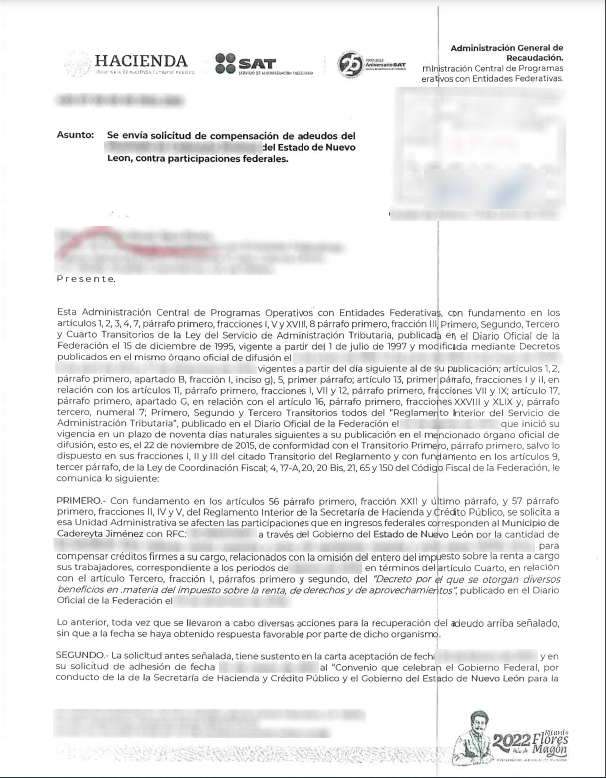 HACIENDA
SAT
25
Administración General de
Recaudación.
ministración Central de Programas
erativos con Entidades Federativas.
Asunto: Se envía solicitud de compensación de adeudos del
del Estado de Nuevo
Leon, contra participaciones federales.
Presente.
Esta Administración Central de Programas Operativos con Entidades Federativas, con fundamento en los
artículos 1, 2, 3, 4, 7, párrafo primero, fracciones I, V y XVIII, 8 párrafo primero, fracción III, Primero, Segundo, Tercero
y Cuarto Transitorios de la Ley del Servicio de Administración Tributaria, publicada en el Diario Oficial de la
Federación el 15 de diciembre de 1995, vigente a partir del 1 de julio de 1997 y modificada mediante Decretos
publicados en el mismo órgano oficial de difusión el
vigentes a partir del día siguiente al de su publicación; artículos 1, 2,
párrafo primero, apartado B, fracción I, inciso g), 5, primer párrafo; artículo 13, primer párrafo, fracciones I y II, en
relación con los artículos 11, párrafo primero, fracciones I, VII y 12, párrafo primero, fracciones VII y IX; artículo 17,
párrafo primero, apartado G, en relación con el artículo 16, párrafo primero, fracciones XXVIII y XLIX y, párrafo
tercero, numeral 7; Primero, Segundo y Tercero Transitorios todos del "Reglamento Interior del Servicio de
Administración Tributaria", publicado en el Diario Oficial de la Federación el que inició su
vigencia en un plazo de noventa días naturales siguientes a su publicación en el mencionado órgano oficial de
difusión, esto es, el 22 de noviembre de 2015, de conformidad con el Transitorio Primero, párrafo primero, salvo lo
dispuesto en sus fracciones I, II y III del citado Transitorio del Reglamento y con fundamento en los artículos 9,
tercer párrafo, de la Ley de Coordinación Fiscal; 4, 17-A, 20, 20 Bis, 21, 65 y 150 del Código Fiscal de la Federación, le
comunica lo siguiente:
PRIMERO.- Con fundamento en los artículos 56 párrafo primero, fracción XXII y último párrafo, y 57 párrafo
primero, fracciones II, IV y V, del Reglamento Interior de la Secretaría de Hacienda y Crédito Público, se solicita a
esa Unidad Administrativa se afecten las participaciones que en ingresos federales corresponden al Municipio de
Cadereyta Jiménez con RFC: a través del Gobierno del Estado de Nuevo León por la cantidad de
para
compensar créditos firmes a su cargo, relacionados con la omisión del entero del impuesto sobre la renta a cargo
sus trabajadores, correspondiente a los periodos de en términos del artículo Cuarto, en relación
con el artículo Tercero, fracción I, párrafos primero y segundo, del "Decreto por el que se otorgan diversos
beneficios en materia del impuesto sobre la renta, de derechos y de aprovechamientos", publicado en el Diario
Oficial de la Federación el
Lo anterior, toda vez que se llevaron a cabo diversas acciones para la recuperación del adeudo arriba señalado,
sin que a la fecha se haya obtenido respuesta favorable por parte de dicho organismo.
SEGUNDO.- La solicitud antes señalada, tiene sustento en la carta aceptación de fecha y en
su solicitud de adhesión de fecha al "Convenio que celebran el Gobierno Federal, por
conducto de la de la Secretaría de Hacienda y Crédito Público y el Gobierno del Estado de Nuevo León para la
2022 Ricardo
Flores
Año de Magón